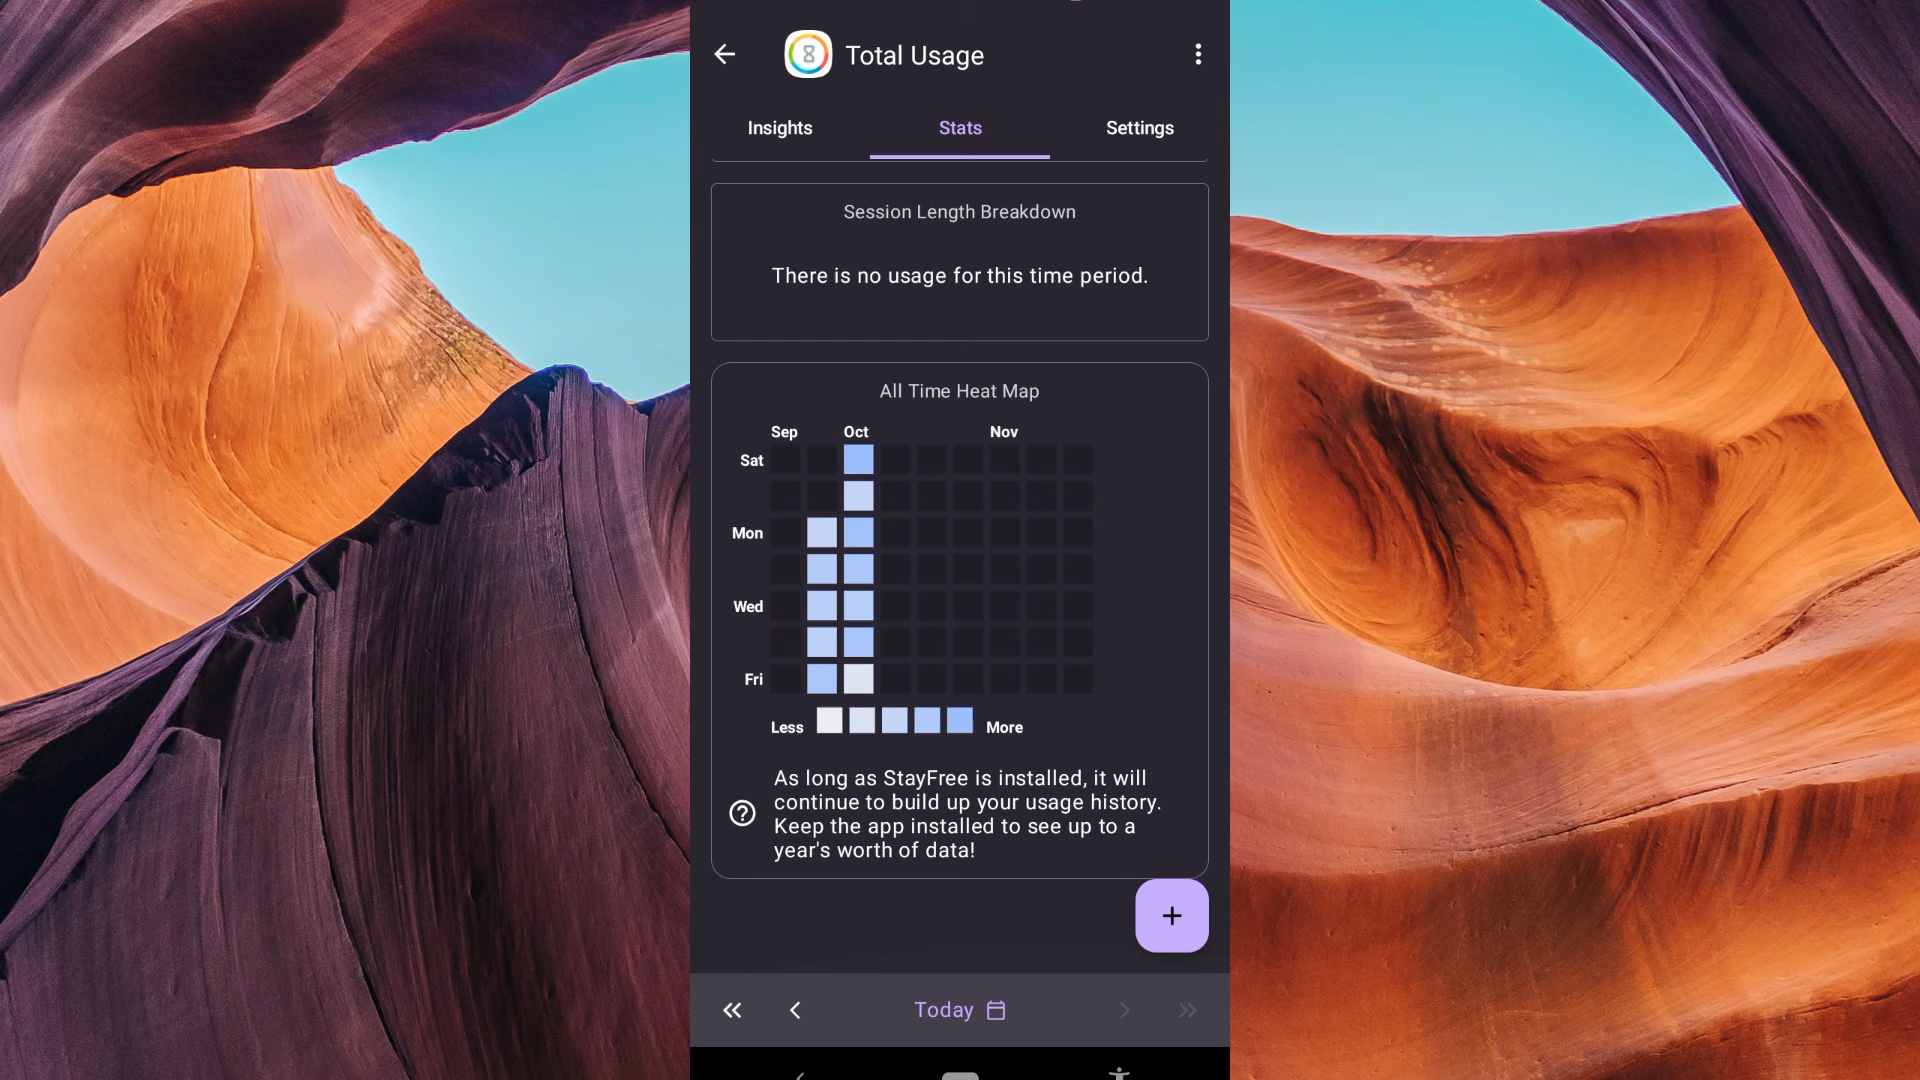 Total Usage
Insights
Stats
Settings
Session Length Breakdown
There is no usage for this time period.
All Time Heat Map
Sep
Oct
Nov
Sat
Mon
Wed
Fri
Less
More
As long as StayFree is installed, it will
continue to build up your usage history.
Keep the app installed to see up to a
year's worth of data!
Today